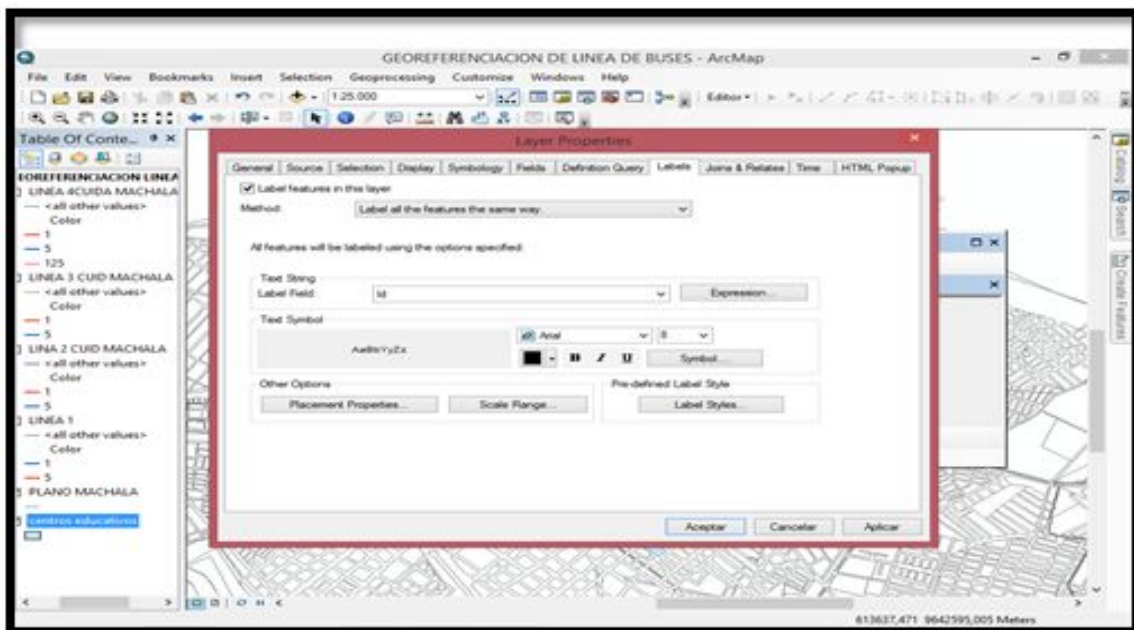 GEOREFERENCIACION DE LINEA DE BUSES - ArcMap
File Edit View Bookmarks Insert Selection Geoprocessing Customize Windows Help
1:25.000 Editor
Table Of Conte...
EOREFERENCIACION LINEA
LINEA 4CUIDA MACHALA
<all other values>
Color
1
5
125
LINEA 3 CUID MACHALA
<all other values>
Color
1
5
LINA 2 CUID MACHALA
<all other values>
Color
1
5
LINEA 1
<all other values>
Color
1
5
PLANO MACHALA
centros educativos
Layer Properties
General Source Selection Display Symbology Fields Definition Query Labels Joins & Relates Time HTML Popup
Label features in this layer
Method: Label all the features the same way.
All features will be labeled using the options specified.
Text String
Label Field: Id Expression...
Text Symbol
AaBbYyZz
Arial 8
B I U Symbol...
Other Options
Placement Properties... Scale Range...
Pre-defined Label Style
Label Styles...
Aceptar Cancelar Aplicar
Catalog
Search
Create Features
613637,471 9642595,005 Meters